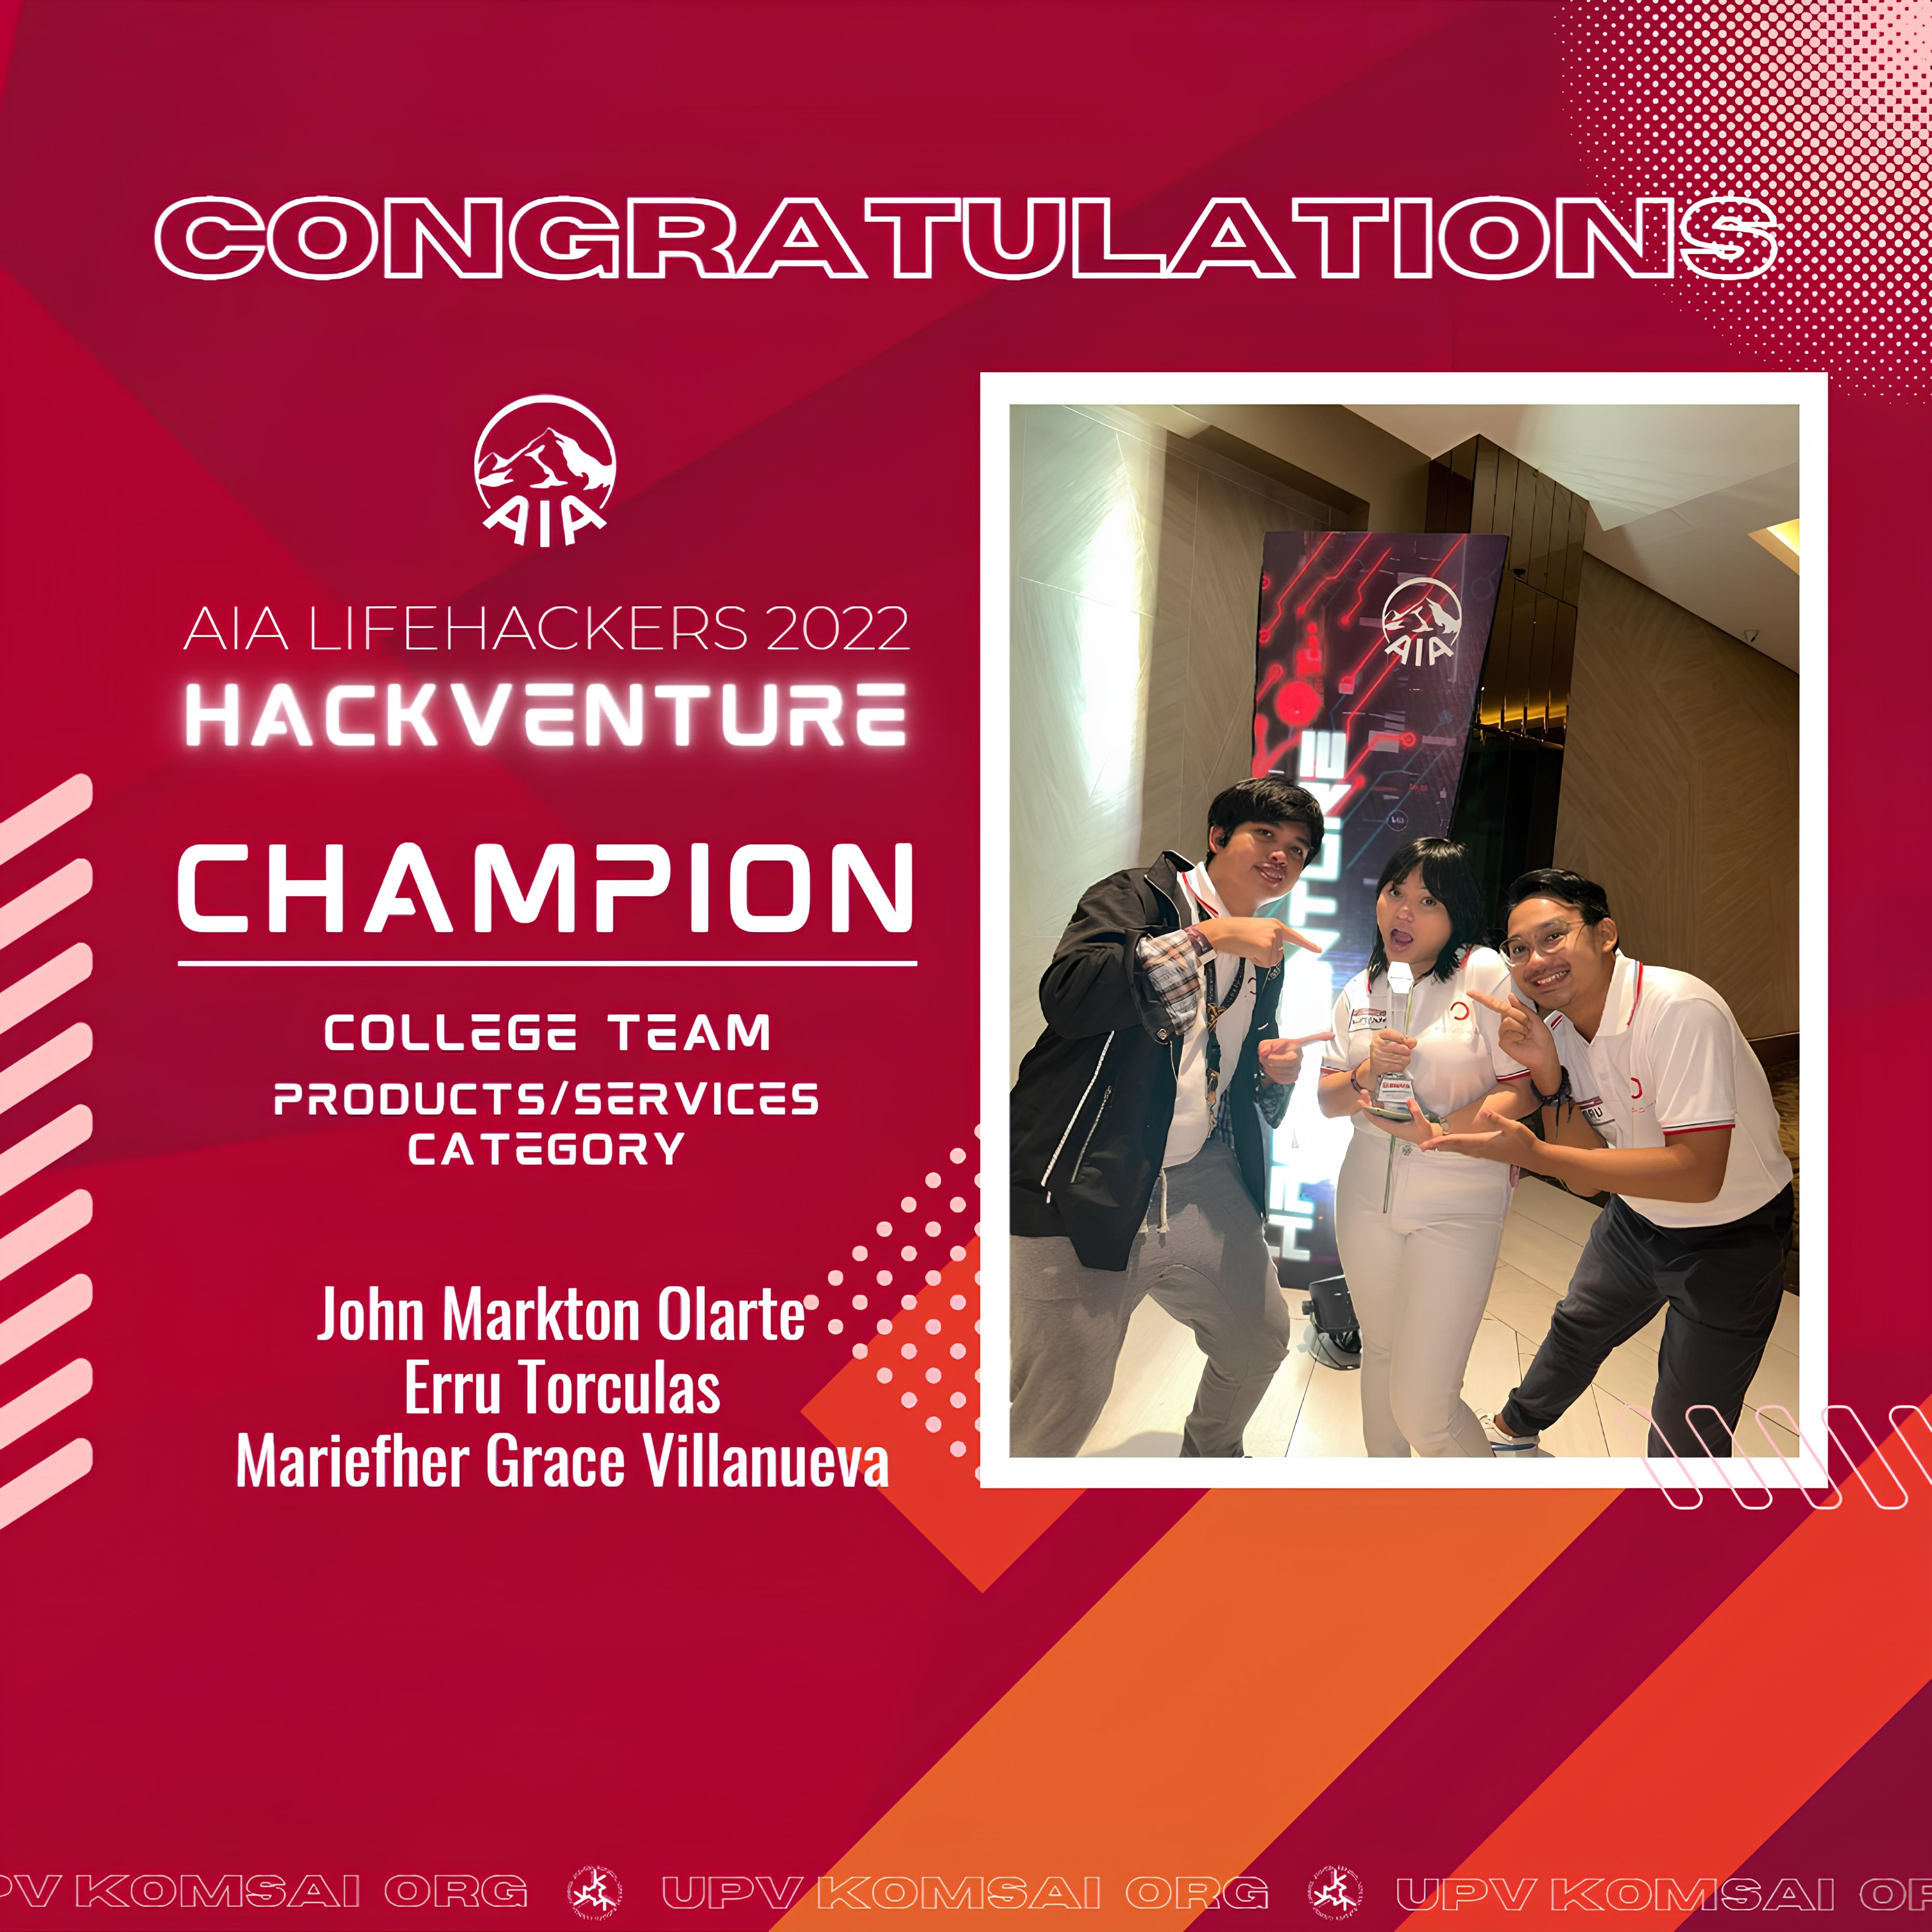 CONGRATULATIONS
AIA
AIA LIFEHACKERS 2022
HACKVENTURE
CHAMPION
COLLEGE TEAM
PRODUCTS/SERVICES
CATEGORY
John Markton Olarte
Erru Torculas
Mariefher Grace Villanueva
AIA
UPV KOMSAI ORG UPV KOMSAI ORG UPV KOMSAI